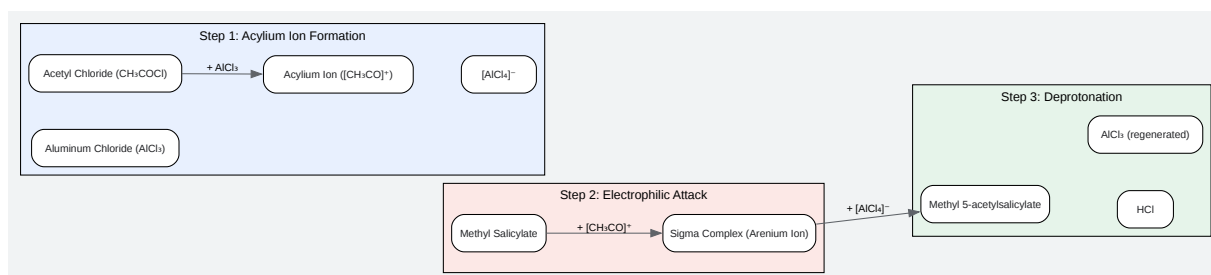 Step 1: Acylium Ion Formation
Acetyl Chloride (CH₃COCl)
+ AlCl₃
Acylium Ion ([CH₃CO]⁺)
[AlCl₄]⁻
Aluminum Chloride (AlCl₃)
Step 2: Electrophilic Attack
Methyl Salicylate
+ [CH₃CO]⁺
Sigma Complex (Arenium Ion)
+ [AlCl₄]⁻
Step 3: Deprotonation
AlCl₃ (regenerated)
Methyl 5-acetylsalicylate
HCl